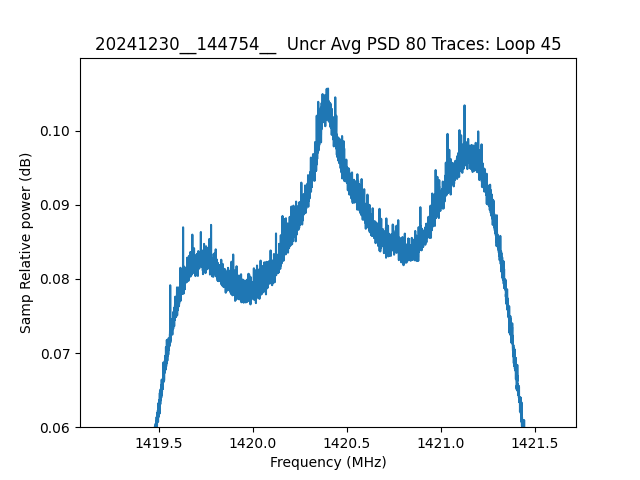 20241230__144754__  Uncr Avg PSD 80 Traces: Loop 45
0.10
0.09
0.08
0.07
0.06
Samp Relative power (dB)
1419.5 1420.0 1420.5 1421.0 1421.5
Frequency (MHz)